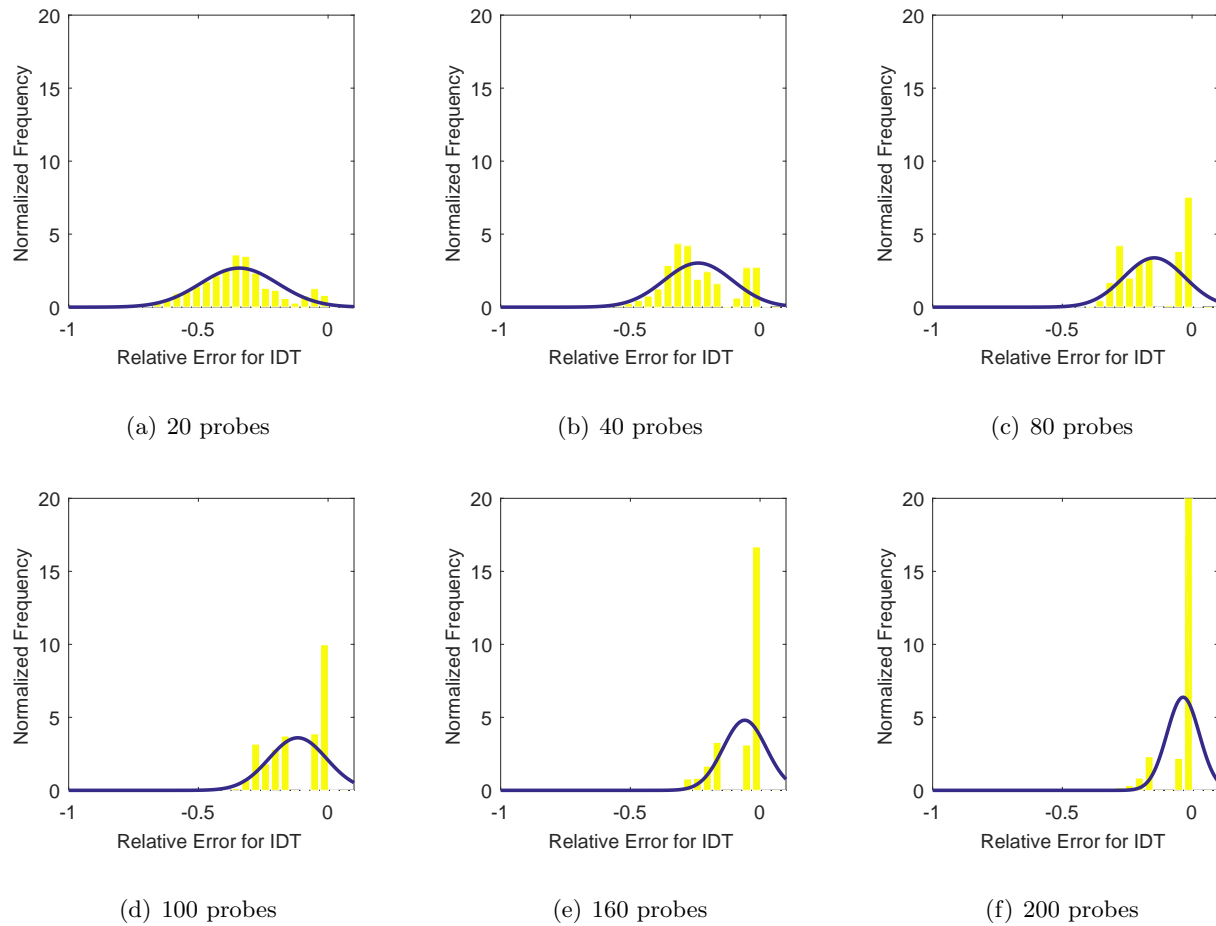 20
15
10
5
0
-1
-0.5
0
Normalized Frequency
Relative Error for IDT
(a) 20 probes
20
15
10
5
0
-1
-0.5
0
Normalized Frequency
Relative Error for IDT
(b) 40 probes
20
15
10
5
0
-1
-0.5
0
Normalized Frequency
Relative Error for IDT
(c) 80 probes
20
15
10
5
0
-1
-0.5
0
Normalized Frequency
Relative Error for IDT
(d) 100 probes
20
15
10
5
0
-1
-0.5
0
Normalized Frequency
Relative Error for IDT
(e) 160 probes
20
15
10
5
0
-1
-0.5
0
Normalized Frequency
Relative Error for IDT
(f) 200 probes